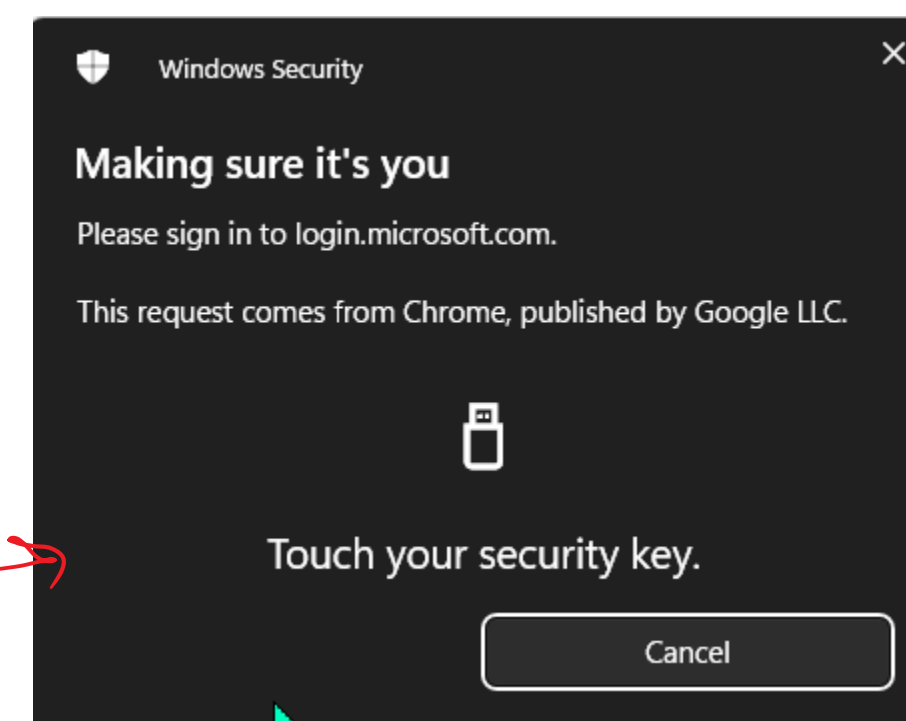 Windows Security
Making sure it's you
Please sign in to login.microsoft.com.
This request comes from Chrome, published by Google LLC.
Touch your security key.
Cancel